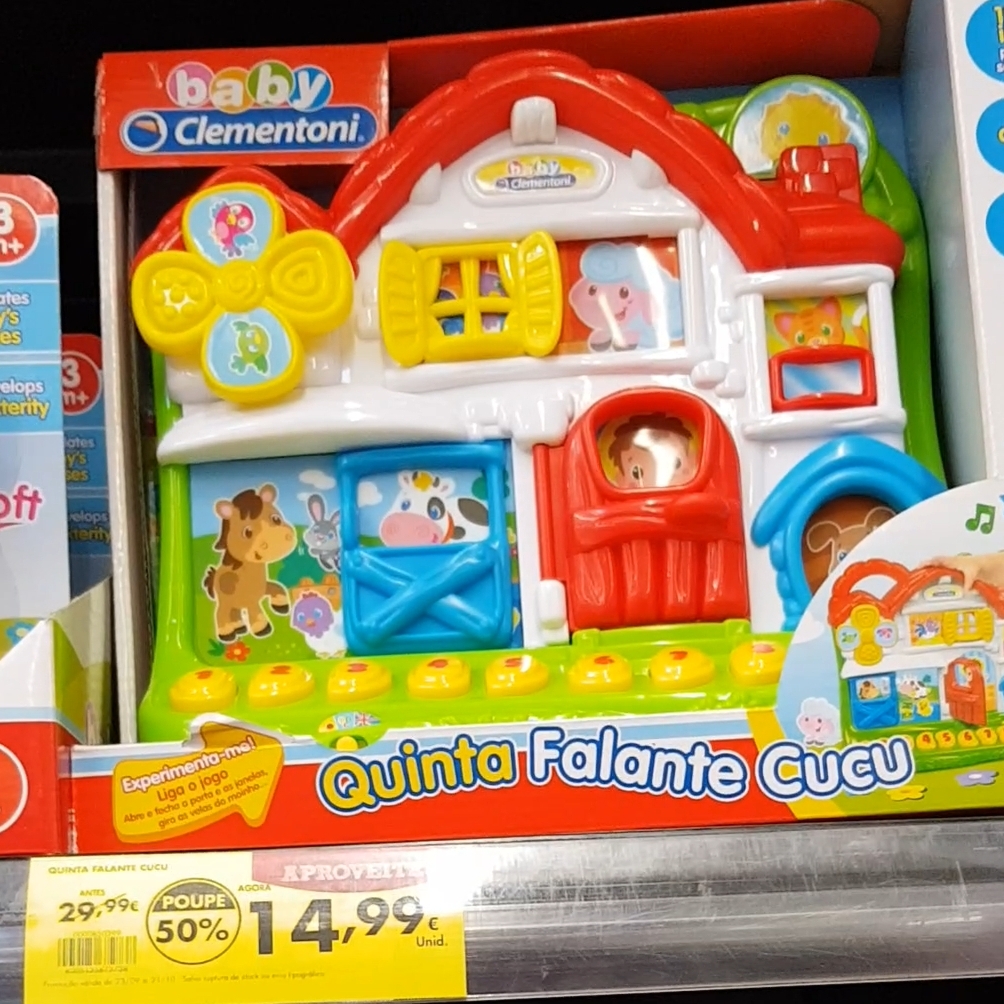 baby
Clementoni
baby
Clementoni
3
m+
3
m+
Experimenta-me!
Liga o jogo
Abre e fecha a porta e as janelas,
gira as velas do moinho...
Quinta Falante Cucu
QUINTA FALANTE CUCU
ANTES
29,99€
POUPE
50%
AGORA
14,99€
Unid.